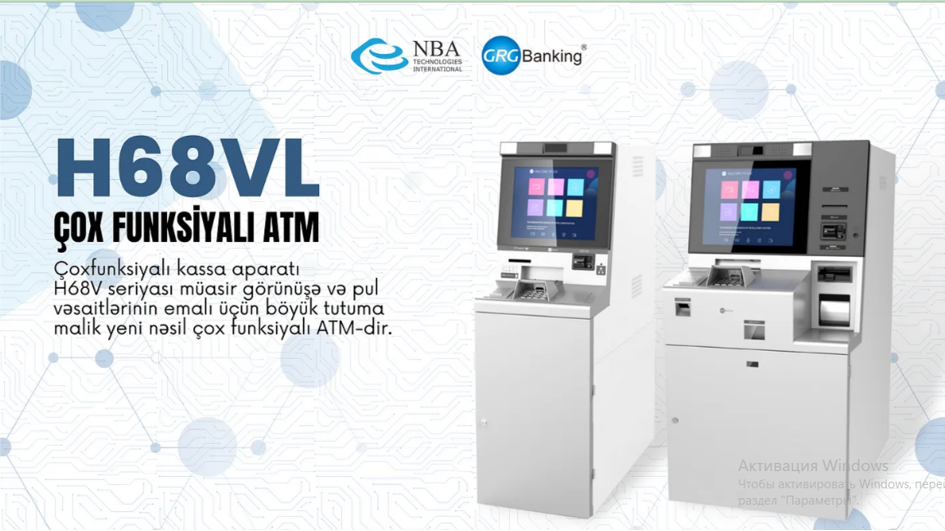 NBA
TECHNOLOGIES
INTERNATIONAL
GRGBanking®
H68VL
ÇOX FUNKSİYALI ATM
Çoxfunksiyalı kassa aparatı
H68V seriyası müasir görünüşə və pul
vəsaitlərinin emalı üçün böyük tutuma
malik yeni nəsil çox funksiyalı ATM-dir.
Активация Windows
Чтобы активировать Windows, пере
раздел "Параметры".